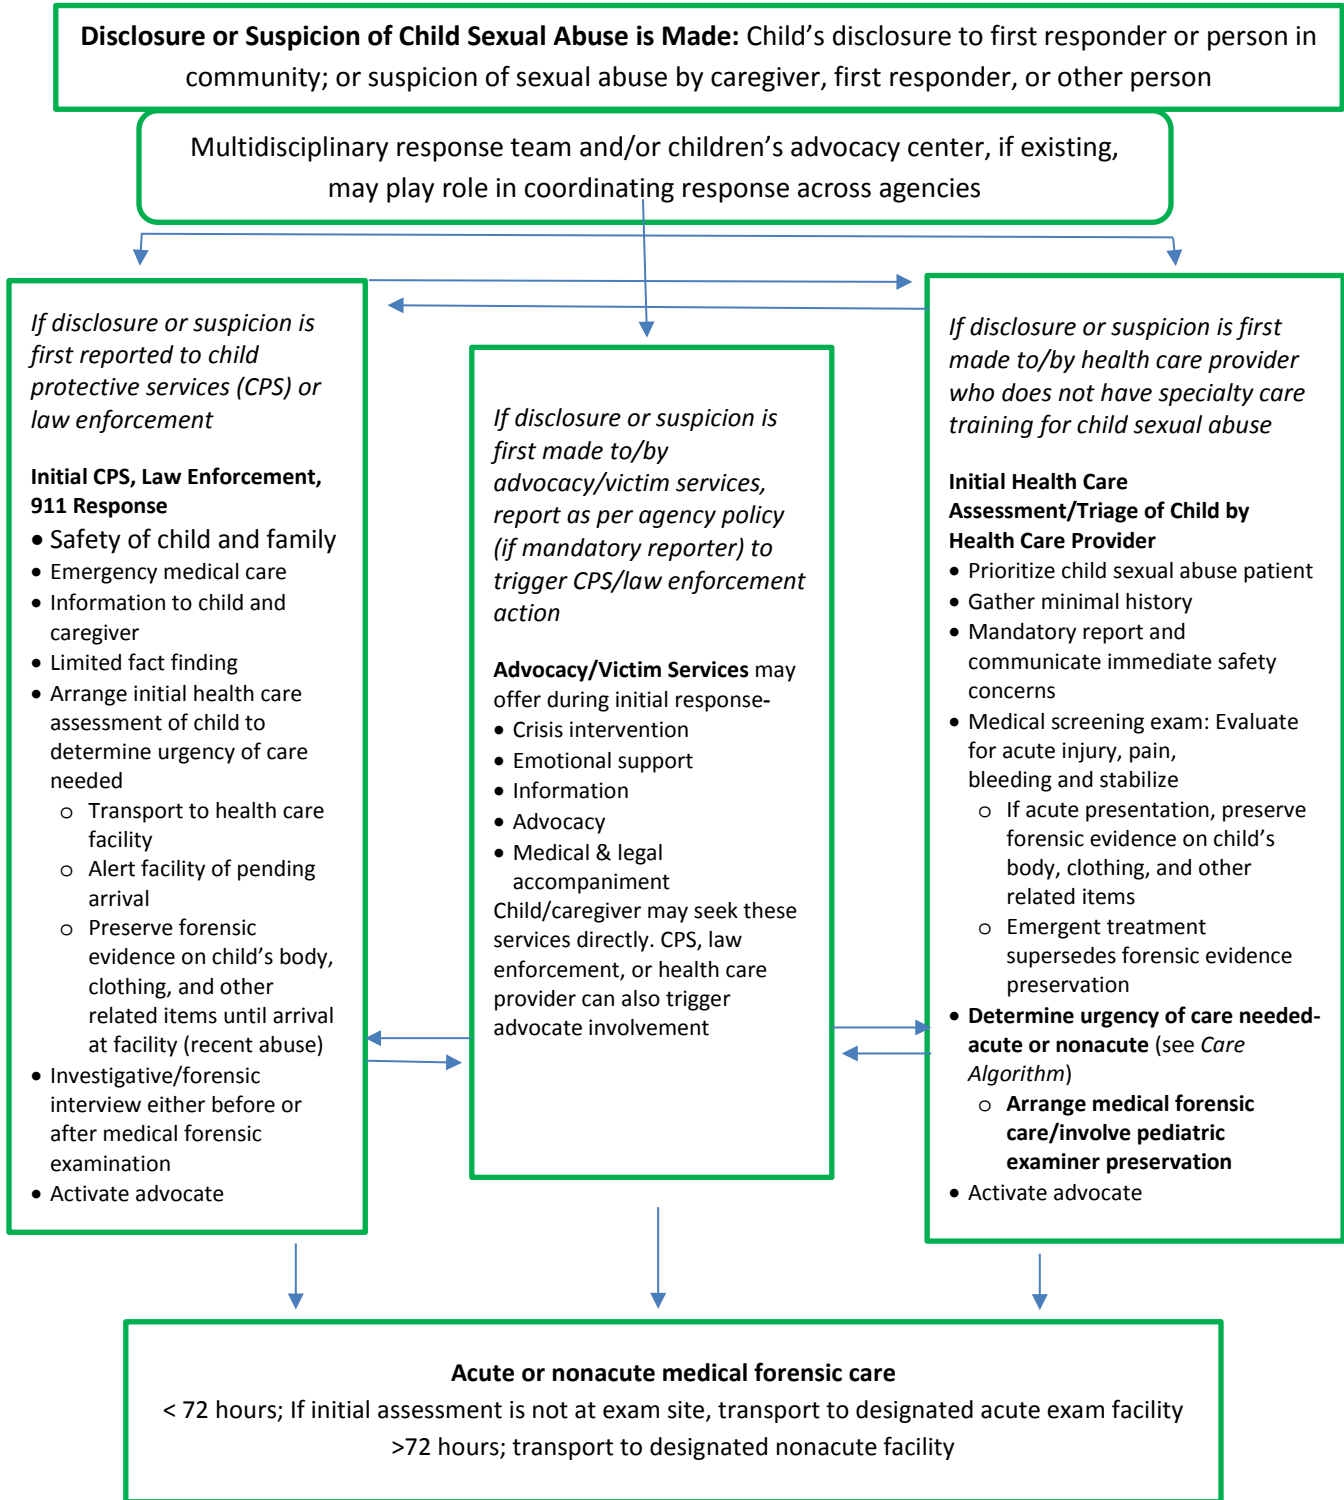 Disclosure or Suspicion of Child Sexual Abuse is Made: Child’s disclosure to first responder or person in
community; or suspicion of sexual abuse by caregiver, first responder, or other person
Multidisciplinary response team and/or children’s advocacy center, if existing,
may play role in coordinating response across agencies
If disclosure or suspicion is
first reported to child
protective services (CPS) or
law enforcement
Initial CPS, Law Enforcement,
911 Response
• Safety of child and family
• Emergency medical care
• Information to child and
caregiver
• Limited fact finding
• Arrange initial health care
assessment of child to
determine urgency of care
needed
o Transport to health care
facility
o Alert facility of pending
arrival
o Preserve forensic
evidence on child’s body,
clothing, and other
related items until arrival
at facility (recent abuse)
• Investigative/forensic
interview either before or
after medical forensic
examination
• Activate advocate
If disclosure or suspicion is
first made to/by
advocacy/victim services,
report as per agency policy
(if mandatory reporter) to
trigger CPS/law enforcement
action
Advocacy/Victim Services may
offer during initial response-
• Crisis intervention
• Emotional support
• Information
• Advocacy
• Medical & legal
accompaniment
Child/caregiver may seek these
services directly. CPS, law
enforcement, or health care
provider can also trigger
advocate involvement
If disclosure or suspicion is first
made to/by health care provider
who does not have specialty care
training for child sexual abuse
Initial Health Care
Assessment/Triage of Child by
Health Care Provider
• Prioritize child sexual abuse patient
• Gather minimal history
• Mandatory report and
communicate immediate safety
concerns
• Medical screening exam: Evaluate
for acute injury, pain,
bleeding and stabilize
o If acute presentation, preserve
forensic evidence on child’s
body, clothing, and other
related items
o Emergent treatment
supersedes forensic evidence
preservation
• Determine urgency of care needed-
acute or nonacute (see Care
Algorithm)
o Arrange medical forensic
care/involve pediatric
examiner preservation
• Activate advocate
Acute or nonacute medical forensic care
< 72 hours; If initial assessment is not at exam site, transport to designated acute exam facility
>72 hours; transport to designated nonacute facility